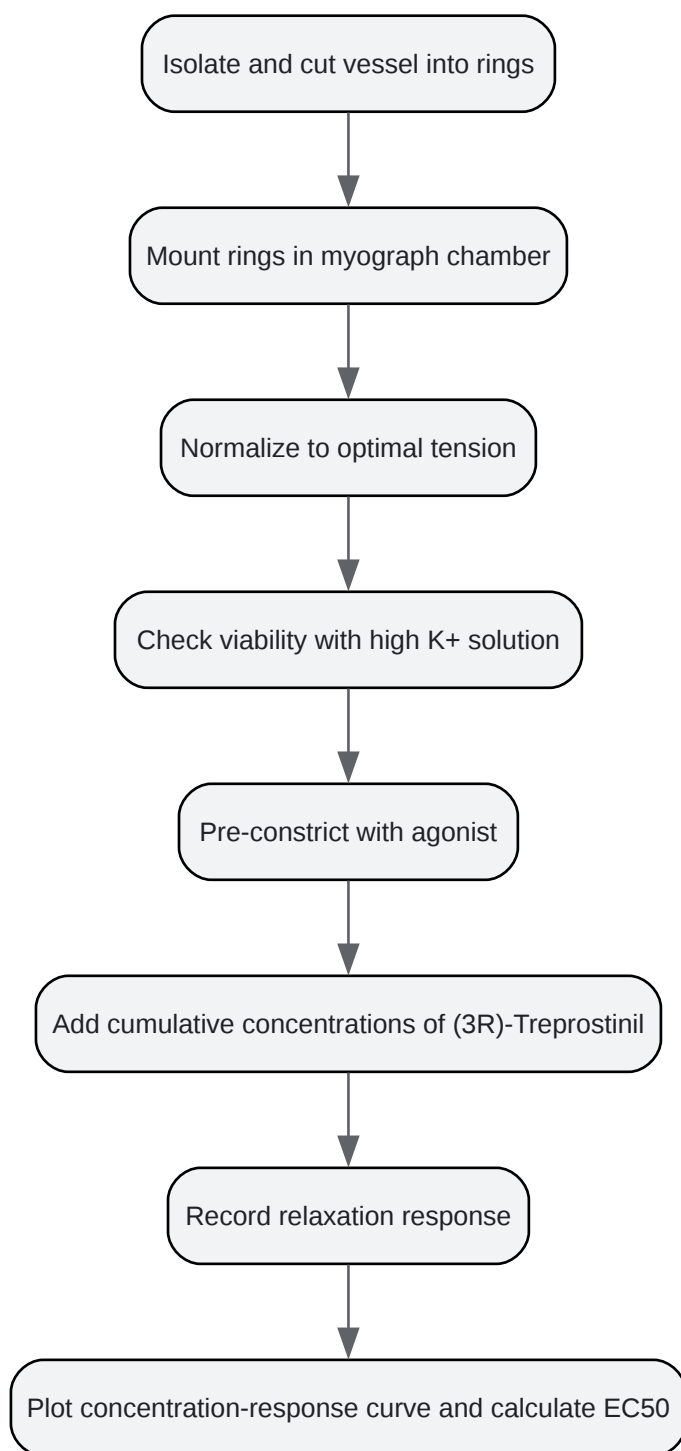 Isolate and cut vessel into rings
Mount rings in myograph chamber
Normalize to optimal tension
Check viability with high K+ solution
Pre-constrict with agonist
Add cumulative concentrations of (3R)-Treprostinil
Record relaxation response
Plot concentration-response curve and calculate EC50